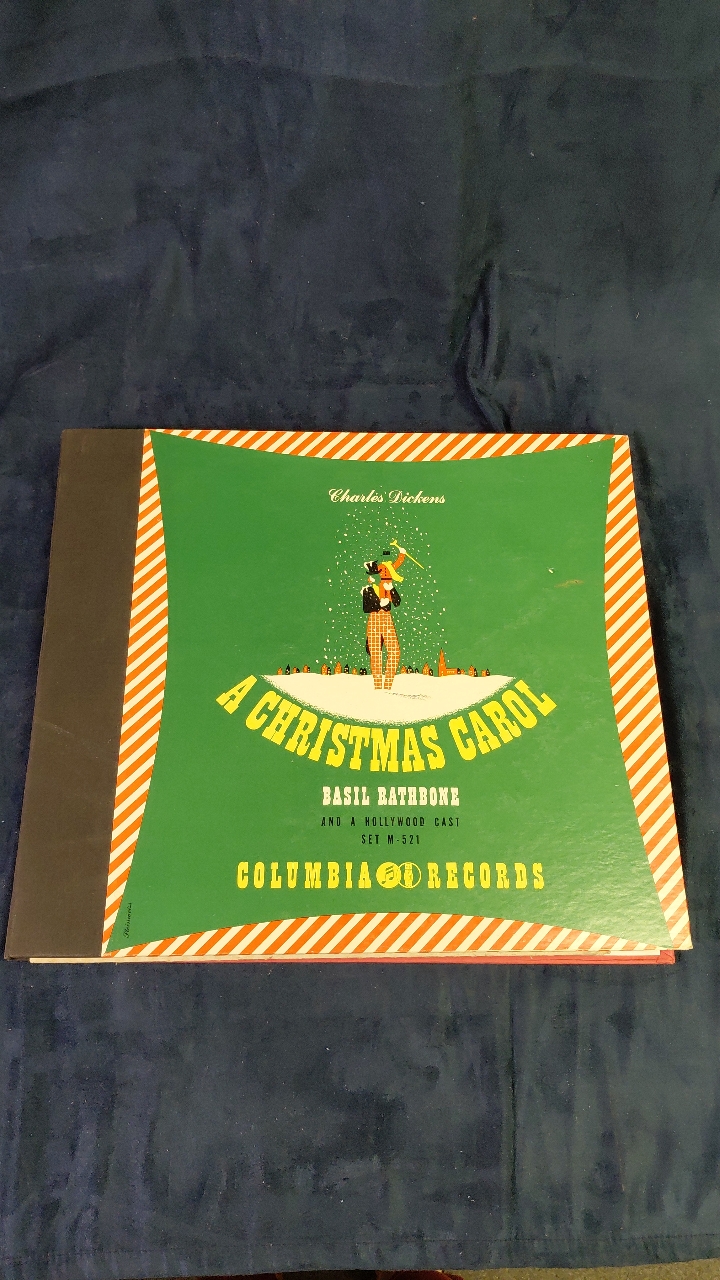 Charles Dickens
A CHRISTMAS CAROL
BASIL RATHBONE
AND A HOLLYWOOD CAST
SET M-521
COLUMBIA RECORDS